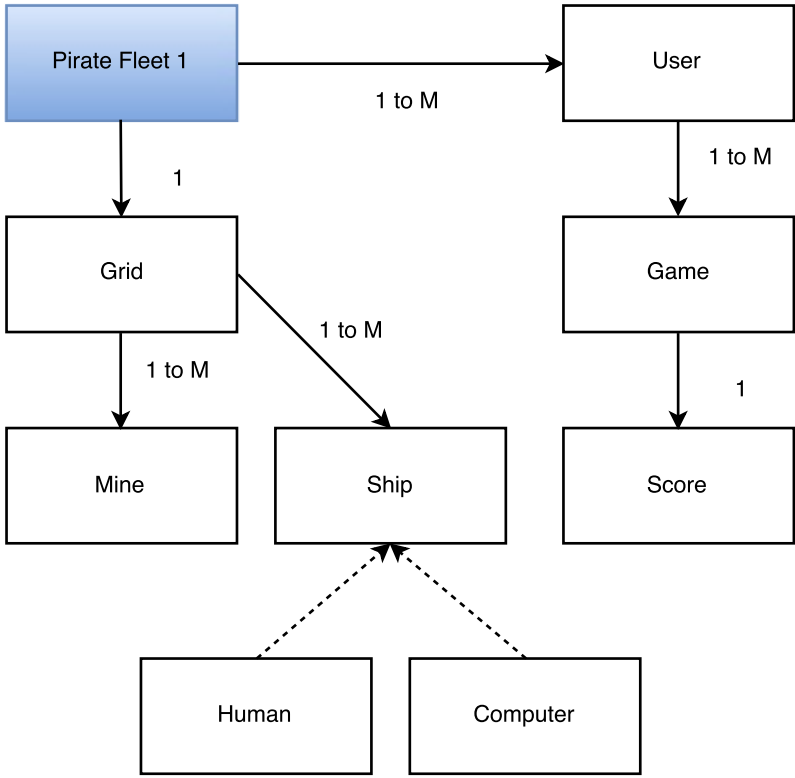 Pirate Fleet 1
User
1 to M
1 to M
1
Grid
Game
1 to M
1 to M
1
Mine
Ship
Score
Human
Computer